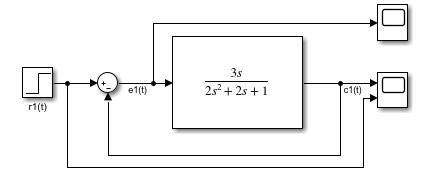 3s
2s² + 2s + 1
+
−
r1(t)
e1(t)
c1(t)